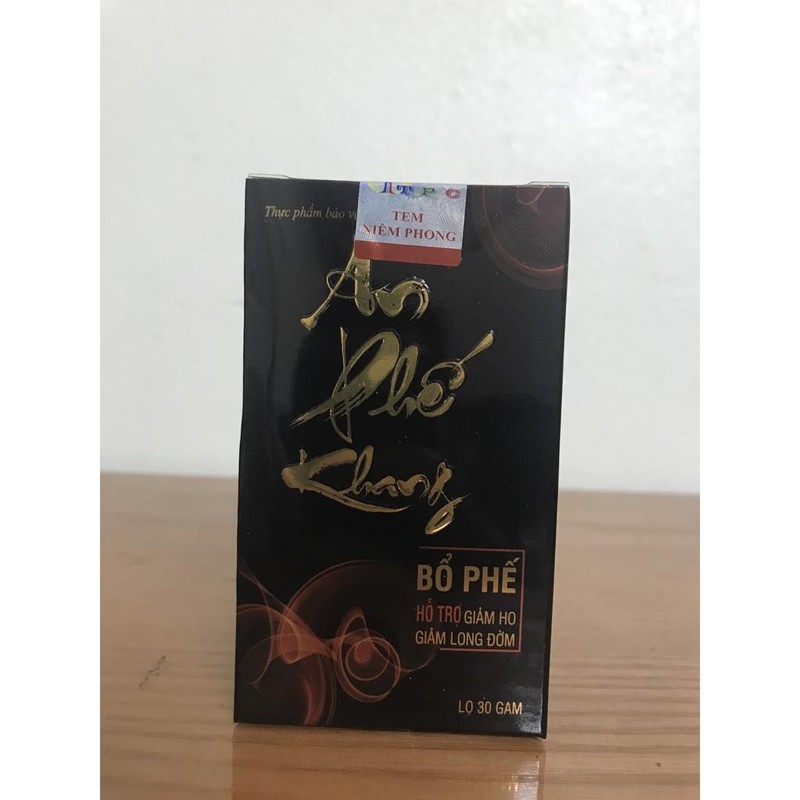 TPC
TEM
NIÊM PHONG
Thực phẩm bảo vệ
An
Phế
Khang
BỔ PHẾ
HỖ TRỢ GIẢM HO
GIẢM LONG ĐỜM
LỌ 30 GAM